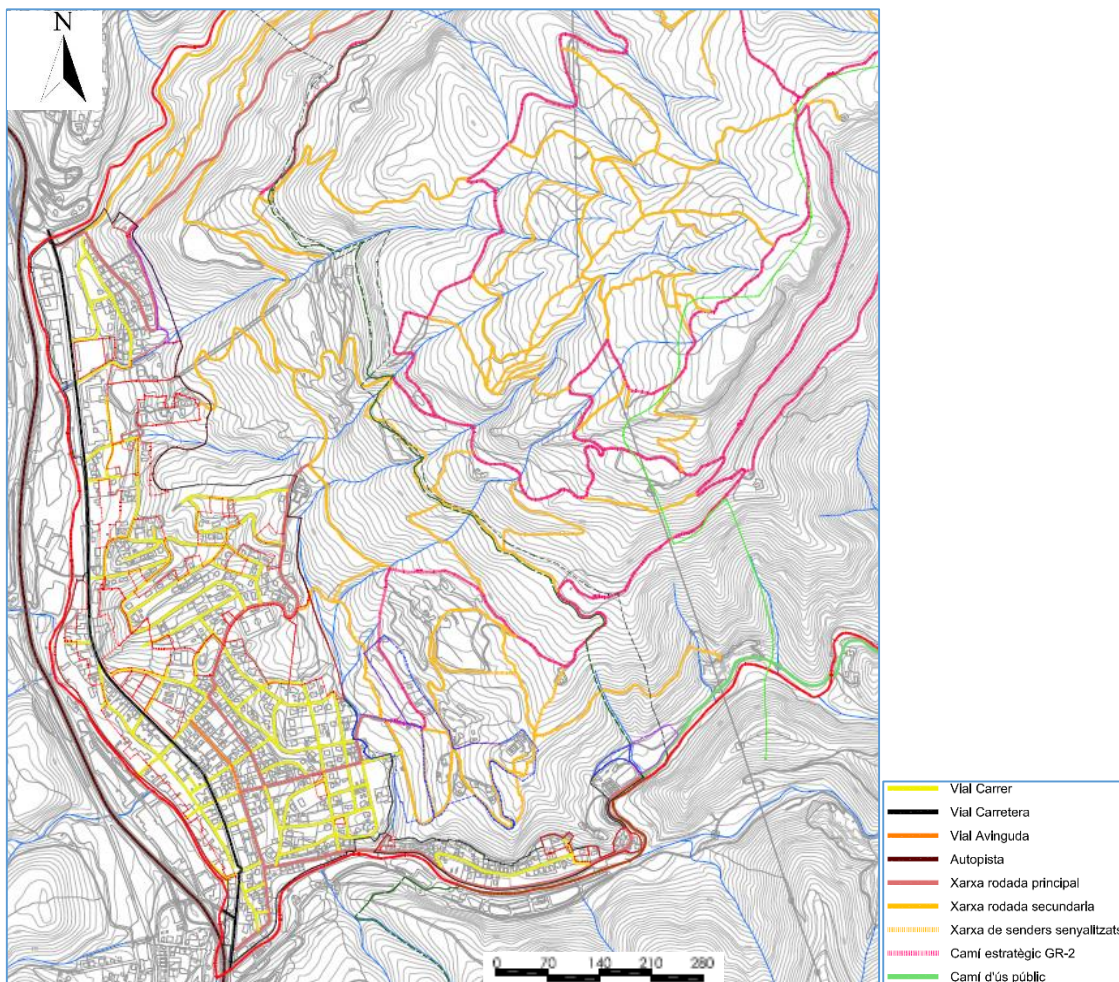 N
0 70 140 210 280
Vial Carrer
Vial Carretera
Vial Avinguda
Autopista
Xarxa rodada principal
Xarxa rodada secundaria
Xarxa de senders senyalitzats
Camí estratègic GR-2
Camí d'ús públic